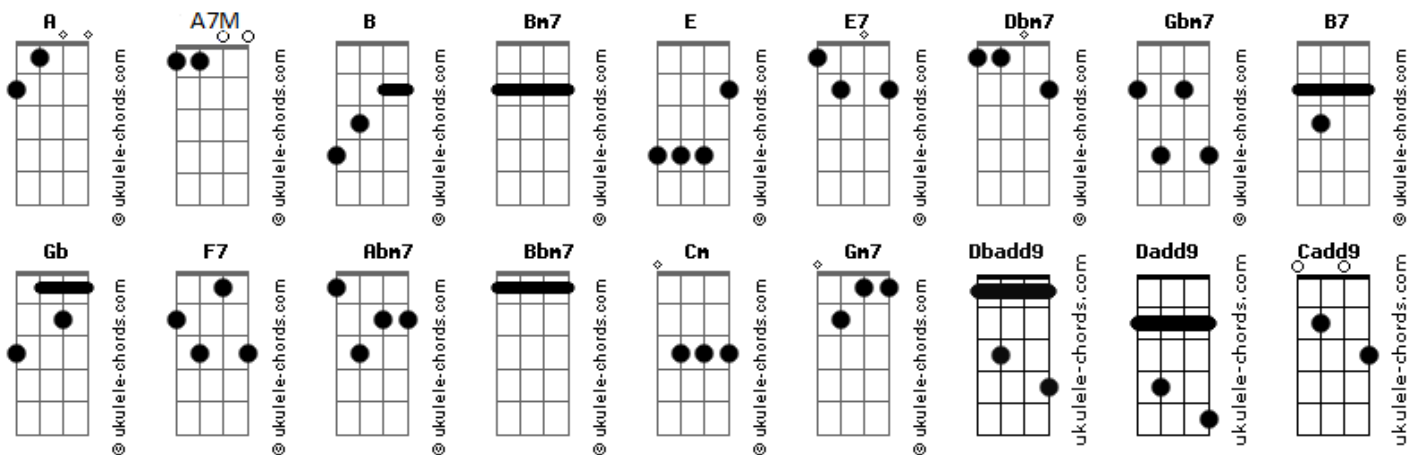 A A7M B Bm7 E E7 Dbm7 Gbm7 B7
© ukulele-chords.com © ukulele-chords.com © ukulele-chords.com © ukulele-chords.com © ukulele-chords.com © ukulele-chords.com © ukulele-chords.com © ukulele-chords.com © ukulele-chords.com
Gb F7 Abm7 Bbm7 Cm Gm7 Dbadd9 Dadd9 Cadd9
© ukulele-chords.com © ukulele-chords.com © ukulele-chords.com © ukulele-chords.com © ukulele-chords.com © ukulele-chords.com ukulele-chords.com ukulele-chords.com ukulele-chords.com